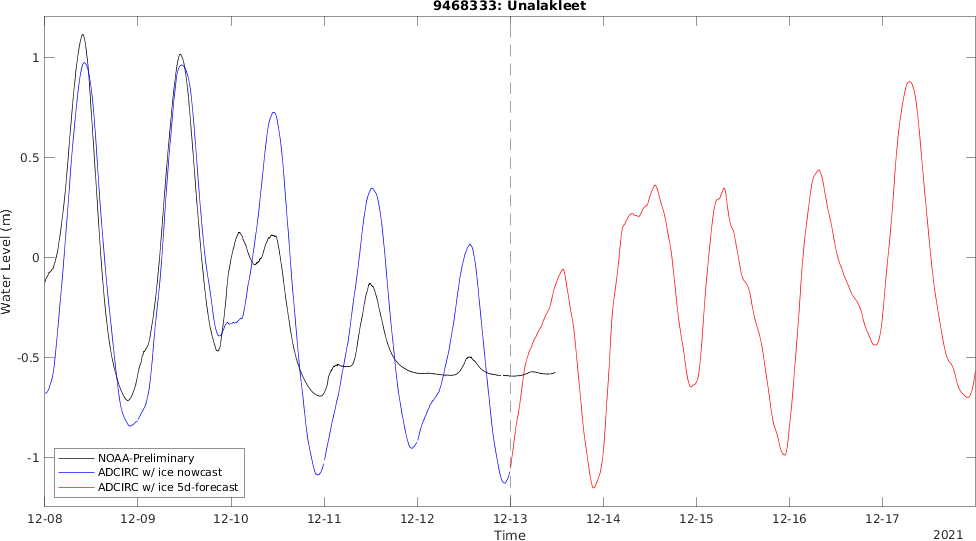 9468333: Unalakleet
Water Level (m)
1
0.5
0
-0.5
-1
NOAA-Preliminary
ADCIRC w/ ice nowcast
ADCIRC w/ ice 5d-forecast
12-08 12-09 12-10 12-11 12-12 12-13 12-14 12-15 12-16 12-17
Time
2021